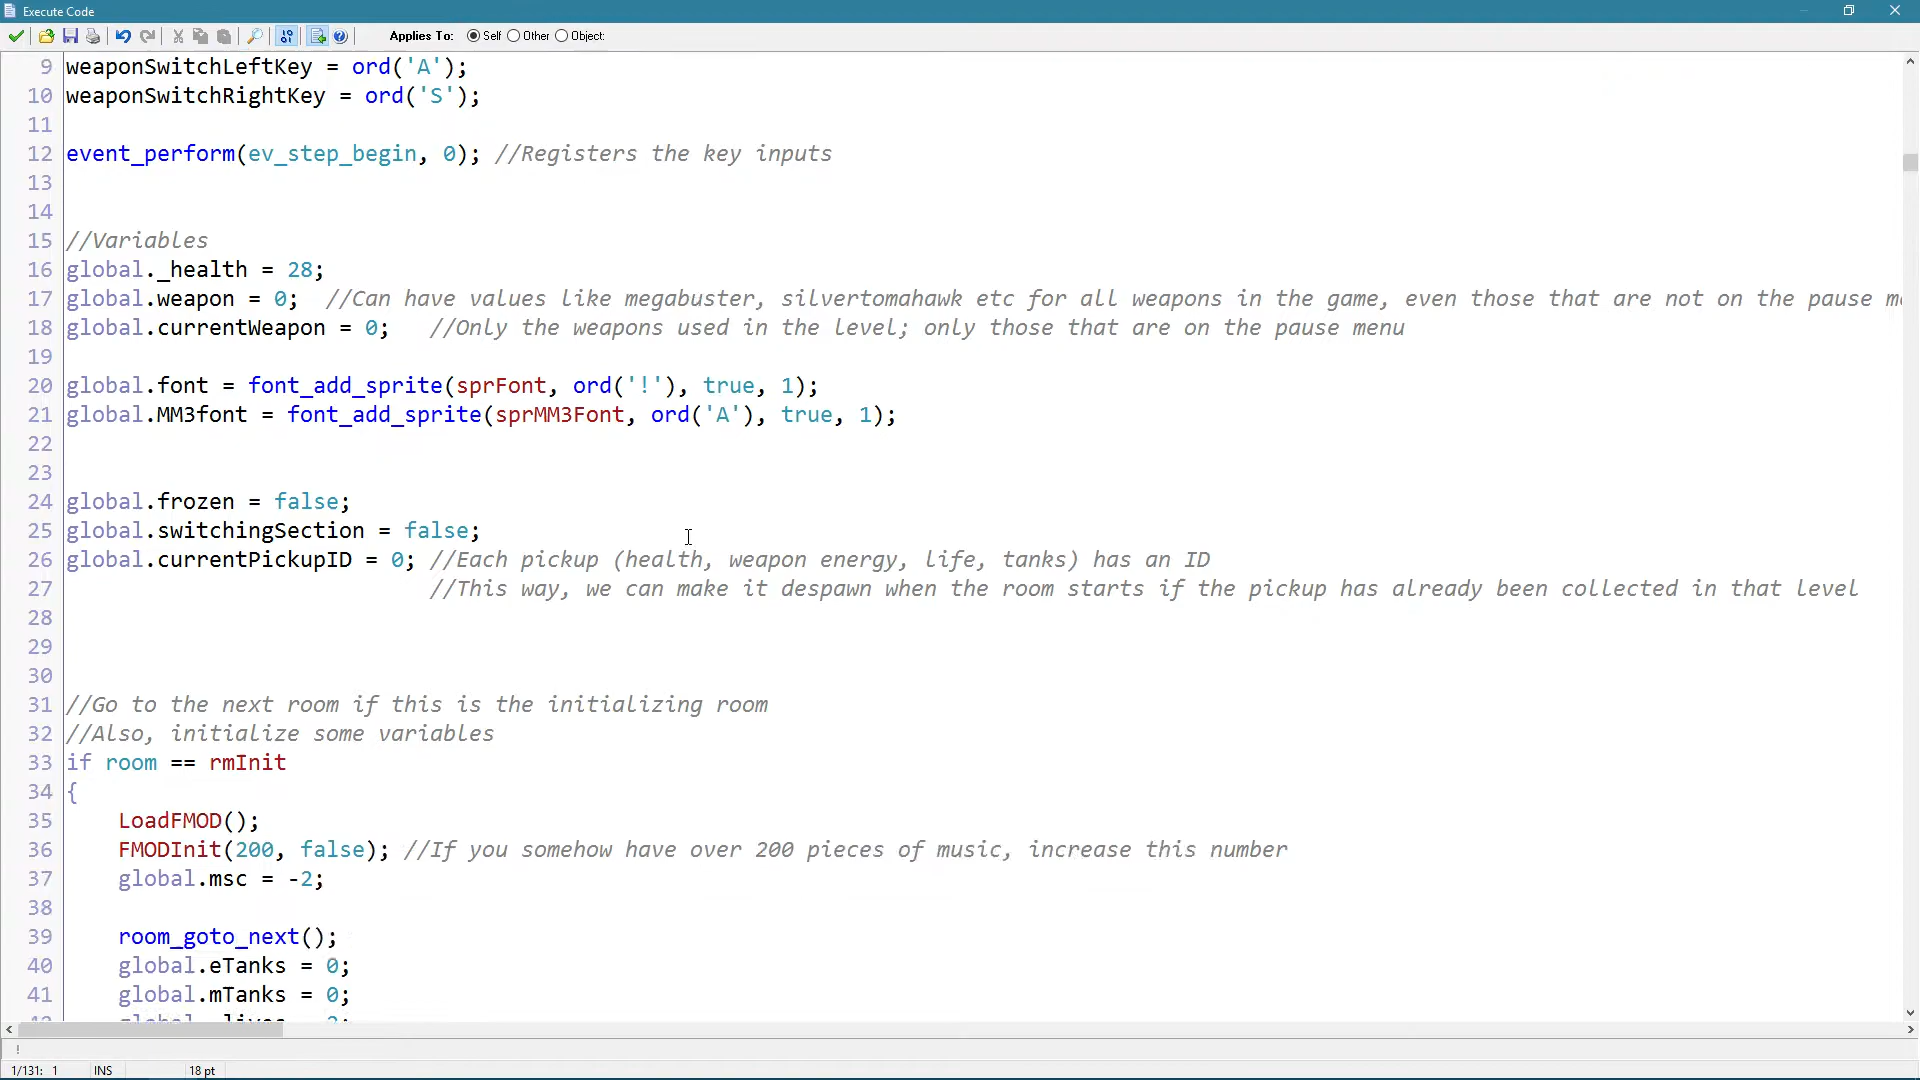 Execute Code
Applies To: Self Other Object:
9 weaponSwitchLeftKey = ord('A');
10 weaponSwitchRightKey = ord('S');
11
12 event_perform(ev_step_begin, 0); //Registers the key inputs
13
14
15 //Variables
16 global._health = 28;
17 global.weapon = 0; //Can have values like megabuster, silvertomahawk etc for all weapons in the game, even those that are not on the pause
18 global.currentWeapon = 0; //Only the weapons used in the level; only those that are on the pause menu
19
20 global.font = font_add_sprite(sprFont, ord('!'), true, 1);
21 global.MM3font = font_add_sprite(sprMM3Font, ord('A'), true, 1);
22
23
24 global.frozen = false;
25 global.switchingSection = false;
26 global.currentPickupID = 0; //Each pickup (health, weapon energy, life, tanks) has an ID
27 //This way, we can make it despawn when the room starts if the pickup has already been collected in that level
28
29
30
31 //Go to the next room if this is the initializing room
32 //Also, initialize some variables
33 if room == rmInit
34 {
35 LoadFMOD();
36 FMODInit(200, false); //If you somehow have over 200 pieces of music, increase this number
37 global.msc = -2;
38
39 room_goto_next();
40 global.eTanks = 0;
41 global.mTanks = 0;
!
1/131: 1 INS 18 pt